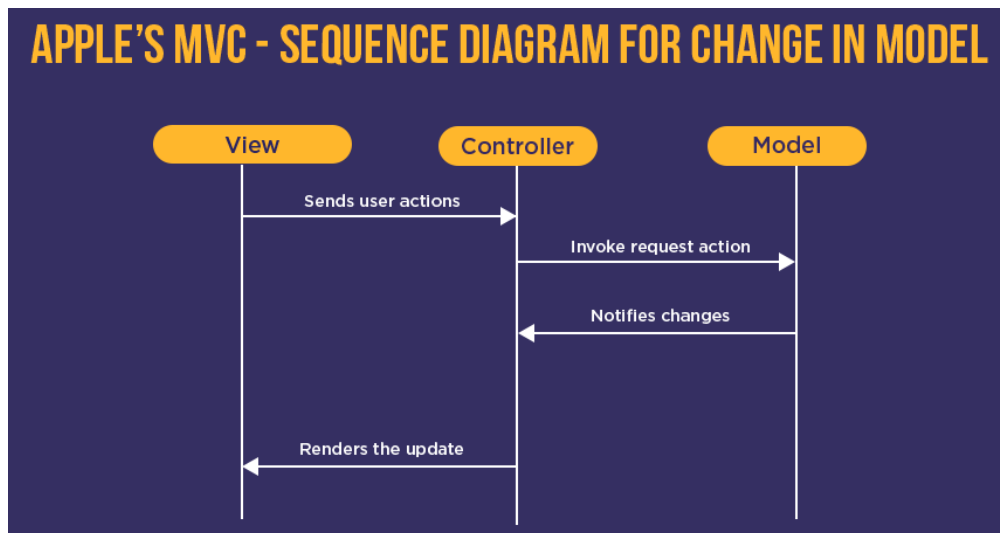 APPLE'S MVC - SEQUENCE DIAGRAM FOR CHANGE IN MODEL
View
Controller
Model
Sends user actions
Invoke request action
Notifies changes
Renders the update